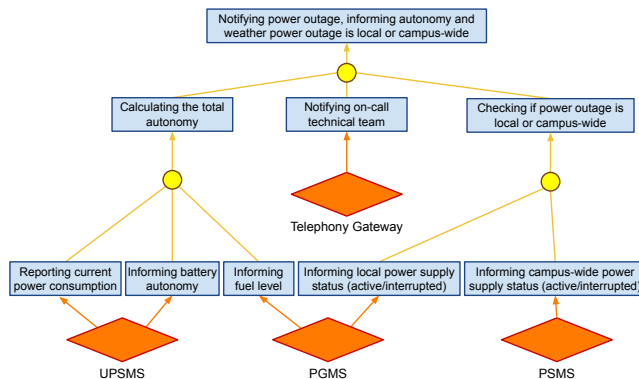 Notifying power outage, informing autonomy and
weather power outage is local or campus-wide
Calculating the total
autonomy
Notifying on-call
technical team
Checking if power outage is
local or campus-wide
Telephony Gateway
Reporting current
power consumption
Informing battery
autonomy
Informing
fuel level
Informing local power supply
status (active/interrupted)
Informing campus-wide power
supply status (active/interrupted)
UPSMS
PGMS
PSMS